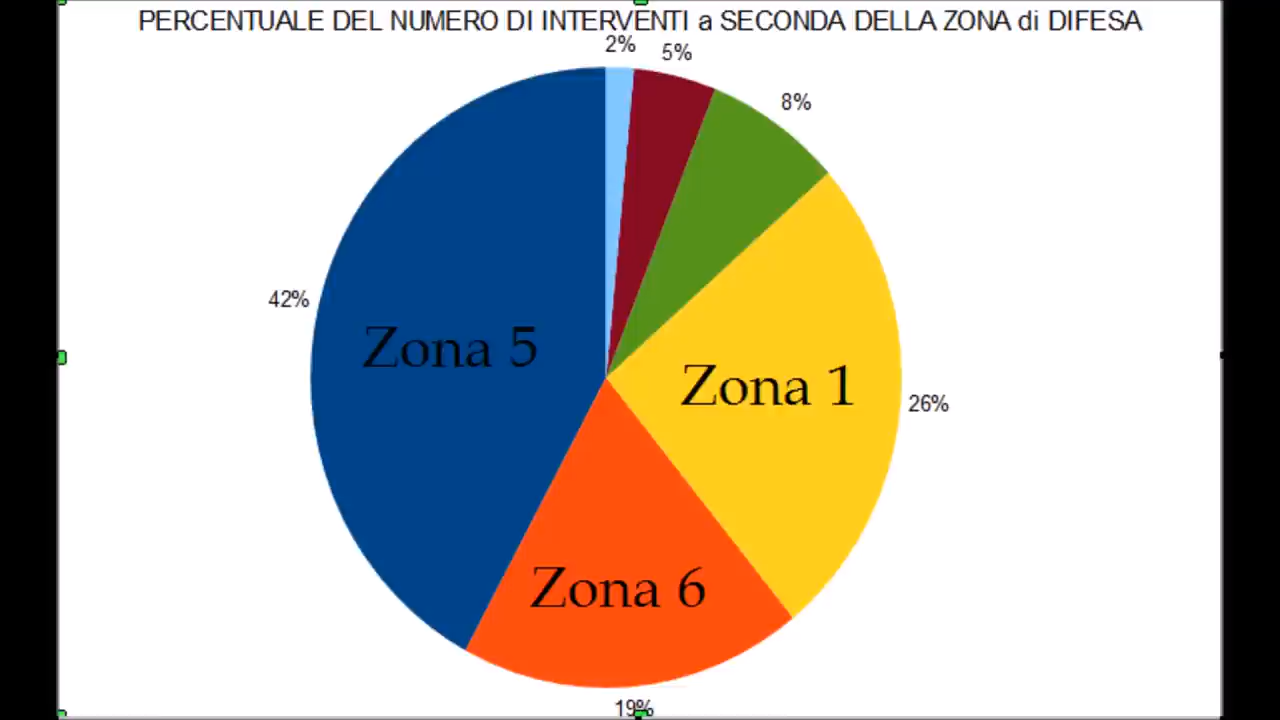 PERCENTUALE DEL NUMERO DI INTERVENTI a SECONDA DELLA ZONA di DIFESA
2%
5%
8%
42%
Zona 5
Zona 1
26%
Zona 6
19%